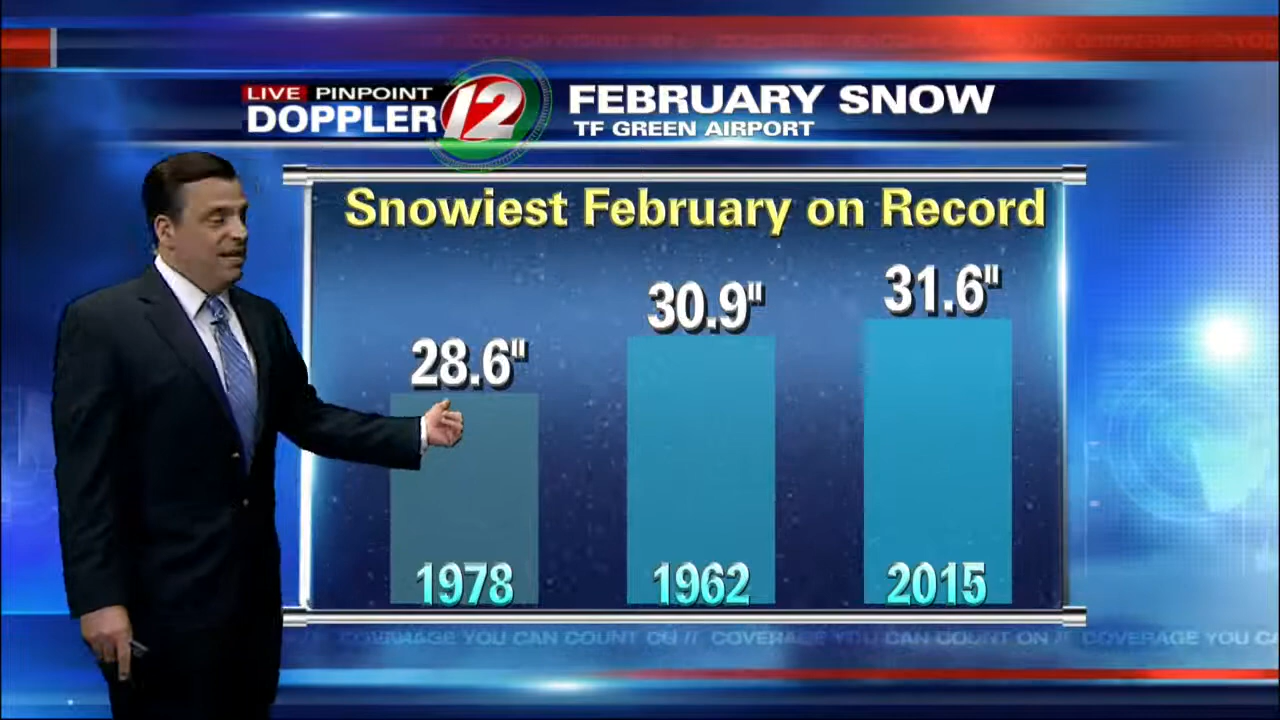 LIVE PINPOINT
DOPPLER 12
FEBRUARY SNOW
TF GREEN AIRPORT
Snowiest February on Record
28.6"
30.9"
31.6"
1978
1962
2015
COVERAGE YOU CAN COUNT ON // COVERAGE YOU CAN COUNT ON // COVERAGE YOU